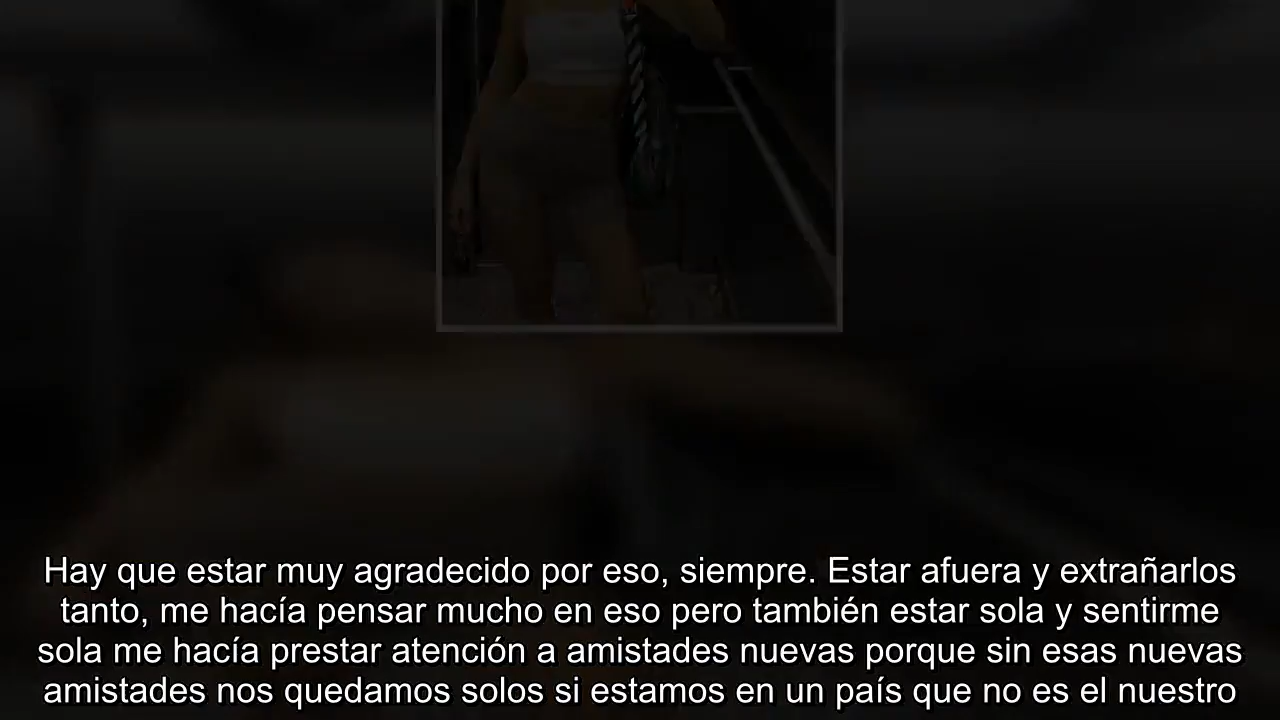 Hay que estar muy agradecido por eso, siempre. Estar afuera y extrañarlos
tanto, me hacía pensar mucho en eso pero también estar sola y sentirme
sola me hacía prestar atención a amistades nuevas porque sin esas nuevas
amistades nos quedamos solos si estamos en un país que no es el nuestro